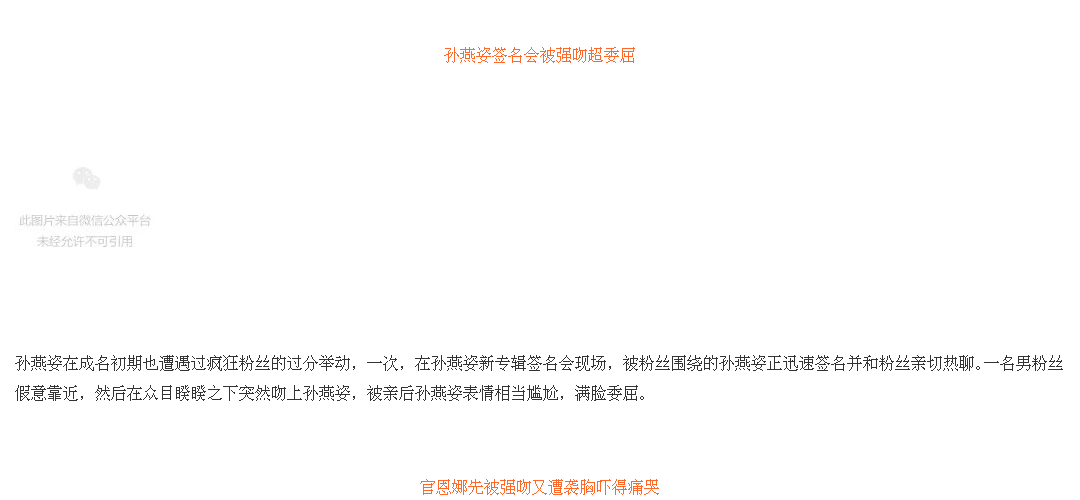 孙燕姿签名会被强吻超委屈
此图片来自微信公众平台
未经允许不可引用
孙燕姿在成名初期也遭遇过疯狂粉丝的过分举动，一次，在孙燕姿新专辑签名会现场，被粉丝围绕的孙燕姿正迅速签名并和粉丝亲切热聊。一名男粉丝
假意靠近，然后在众目睽睽之下突然吻上孙燕姿，被亲后孙燕姿表情相当尴尬，满脸委屈。
官恩娜先被强吻又遭袭胸吓得痛哭